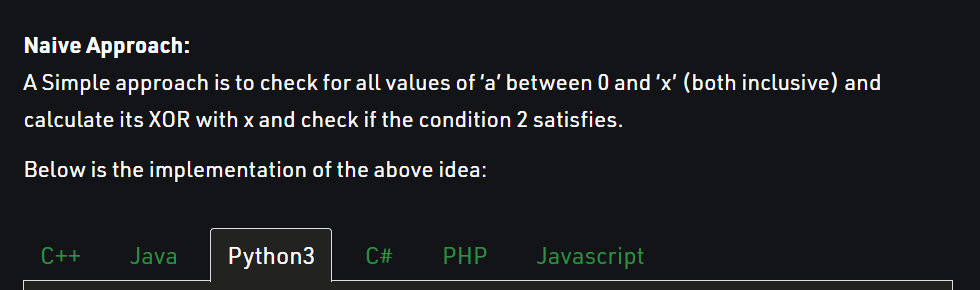 Naive Approach:
A Simple approach is to check for all values of ‘a’ between 0 and ‘x’ (both inclusive) and
calculate its XOR with x and check if the condition 2 satisfies.
Below is the implementation of the above idea:
C++ Java Python3 C# PHP Javascript